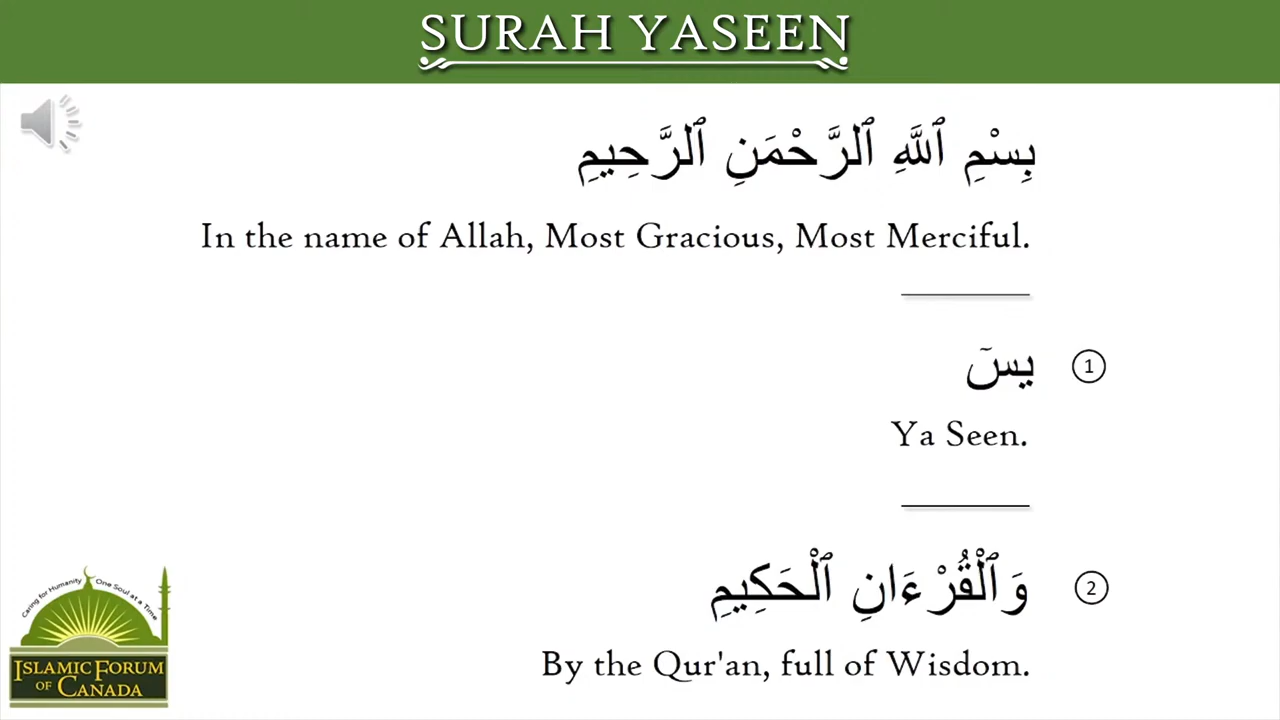 SURAH YASEEN
بِسْمِ ٱللَّهِ ٱلرَّحْمَنِ ٱلرَّحِيمِ
In the name of Allah, Most Gracious, Most Merciful.
يسٓ ①
Ya Seen.
وَٱلْقُرْءَانِ ٱلْحَكِيمِ ②
By the Qur'an, full of Wisdom.
Caring for Humanity One Soul at a Time
ISLAMIC FORUM
OF CANADA